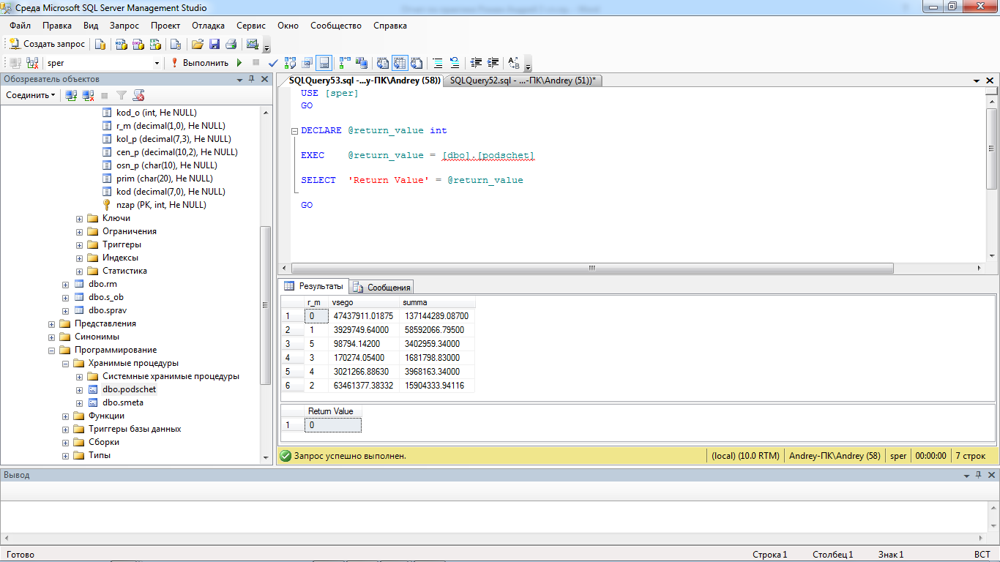 Среда Microsoft SQL Server Management Studio
Файл Правка Вид Запрос Проект Отладка Сервис Окно Сообщество Справка
Создать запрос
sper Выполнить
Обозреватель объектов
Соединить
kod_o (int, Не NULL)
r_m (decimal(1,0), Не NULL)
kol_p (decimal(7,3), Не NULL)
cen_p (decimal(10,2), Не NULL)
osn_p (char(10), Не NULL)
prim (char(20), Не NULL)
kod (decimal(7,0), Не NULL)
nzap (PK, int, Не NULL)
Ключи
Ограничения
Триггеры
Индексы
Статистика
dbo.rm
dbo.s_ob
dbo.sprav
Представления
Синонимы
Программирование
Хранимые процедуры
Системные хранимые процедуры
dbo.podschet
dbo.smeta
Функции
Триггеры базы данных
Сборки
Типы
SQLQuery53.sql -...y-ПК\Andrey (58)) SQLQuery52.sql - ...-ПК\Andrey (51))*
USE [sper]
GO
DECLARE @return_value int
EXEC @return_value = [dbo].[podschet]
SELECT 'Return Value' = @return_value
GO
Результаты Сообщения
r_m vsego summa
1 0 47437911.01875 137144289.08700
2 1 3929749.64000 58592066.79500
3 5 98794.14200 3402959.34000
4 3 170274.05400 1681798.83000
5 4 3021266.88630 3968163.34000
6 2 63461377.38332 15904333.94116
Return Value
1 0
Запрос успешно выполнен. (local) (10.0 RTM) Andrey-ПК\Andrey (58) sper 00:00:00 7 строк
Вывод
Готово Строка 1 Столбец 1 Знак 1 ВСТ